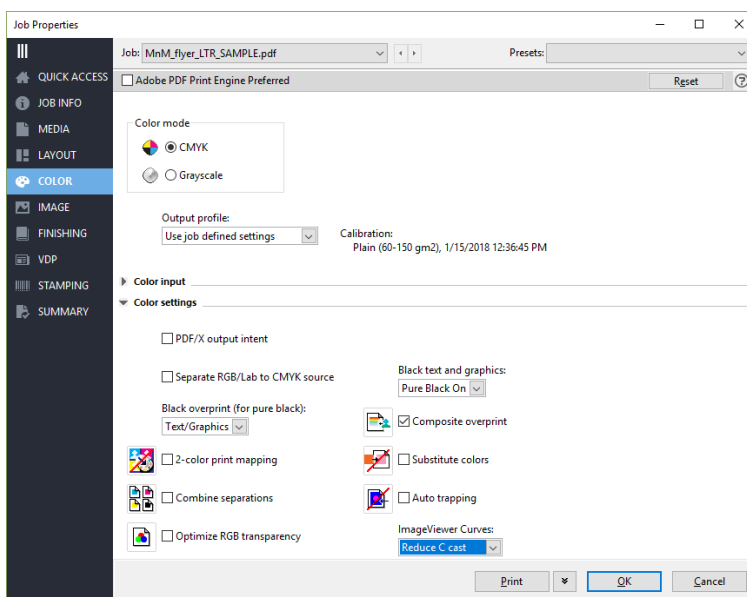 Job Properties
Job: MnM_flyer_LTR_SAMPLE.pdf Presets:
QUICK ACCESS
JOB INFO
MEDIA
LAYOUT
COLOR
IMAGE
FINISHING
VDP
STAMPING
SUMMARY
Adobe PDF Print Engine Preferred Reset ?
Color mode
CMYK
Grayscale
Output profile:
Use job defined settings
Calibration:
Plain (60-150 gm2), 1/15/2018 12:36:45 PM
Color input
Color settings
PDF/X output intent
Separate RGB/Lab to CMYK source
Black text and graphics:
Pure Black On
Black overprint (for pure black):
Text/Graphics
Composite overprint
2-color print mapping
Substitute colors
Combine separations
Auto trapping
Optimize RGB transparency
ImageViewer Curves:
Reduce C cast
Print OK Cancel